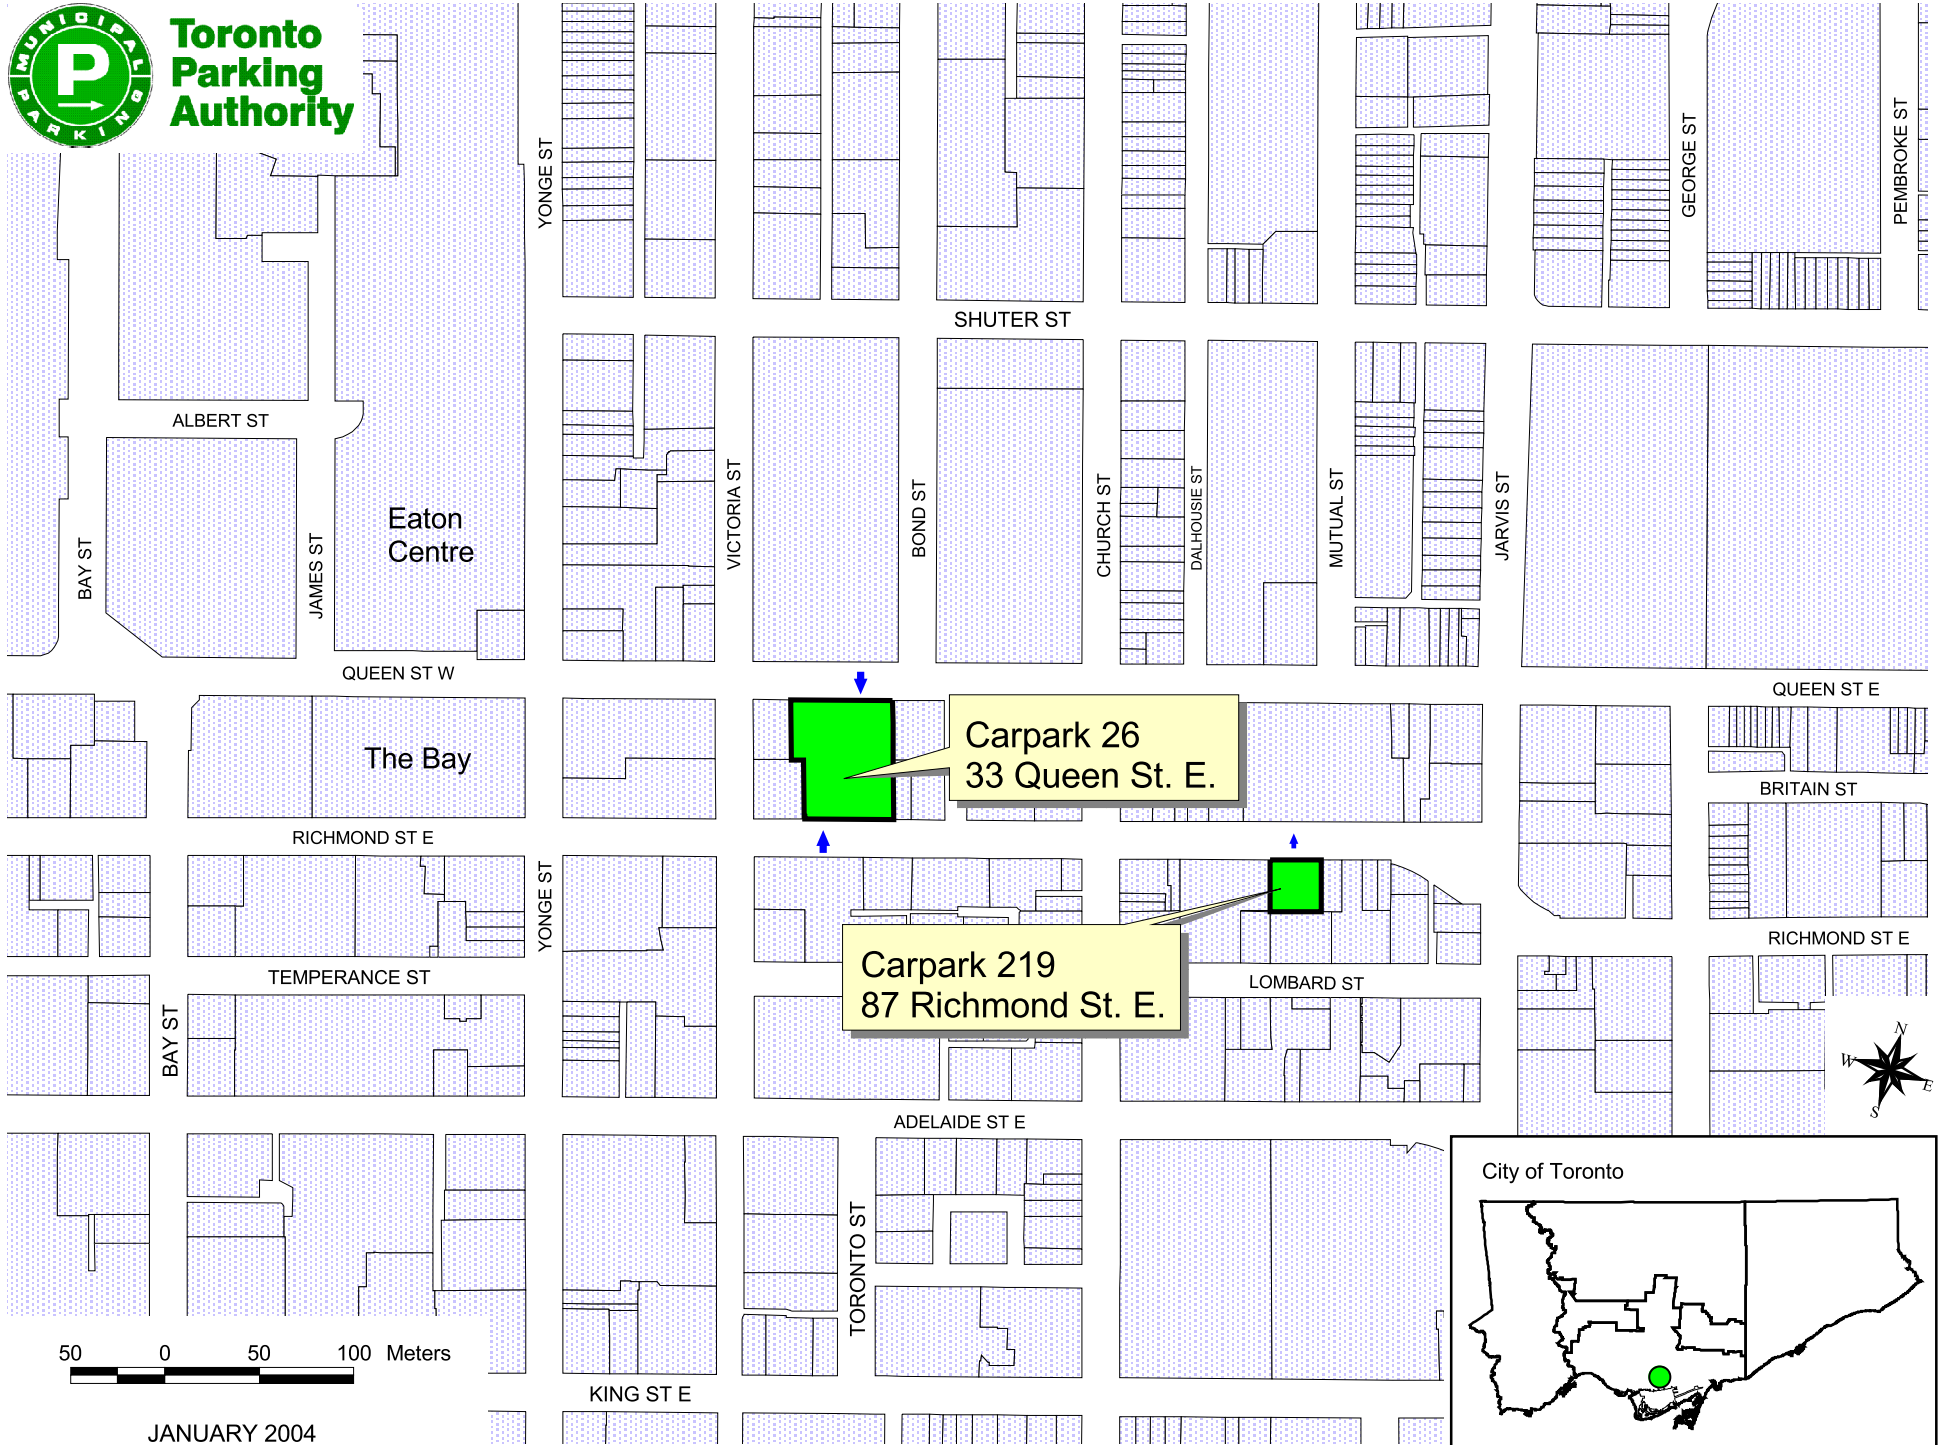 MUNICIPAL
PARKING
P
Toronto
Parking
Authority
YONGE ST
GEORGE ST
PEMBROKE ST
SHUTER ST
ALBERT ST
Eaton
Centre
BAY ST
JAMES ST
VICTORIA ST
BOND ST
CHURCH ST
DALHOUSIE ST
MUTUAL ST
JARVIS ST
QUEEN ST W
QUEEN ST E
The Bay
Carpark 26
33 Queen St. E.
BRITAIN ST
RICHMOND ST E
YONGE ST
RICHMOND ST E
TEMPERANCE ST
Carpark 219
87 Richmond St. E.
LOMBARD ST
BAY ST
N
W
E
S
ADELAIDE ST E
City of Toronto
TORONTO ST
50 0 50 100 Meters
KING ST E
JANUARY 2004